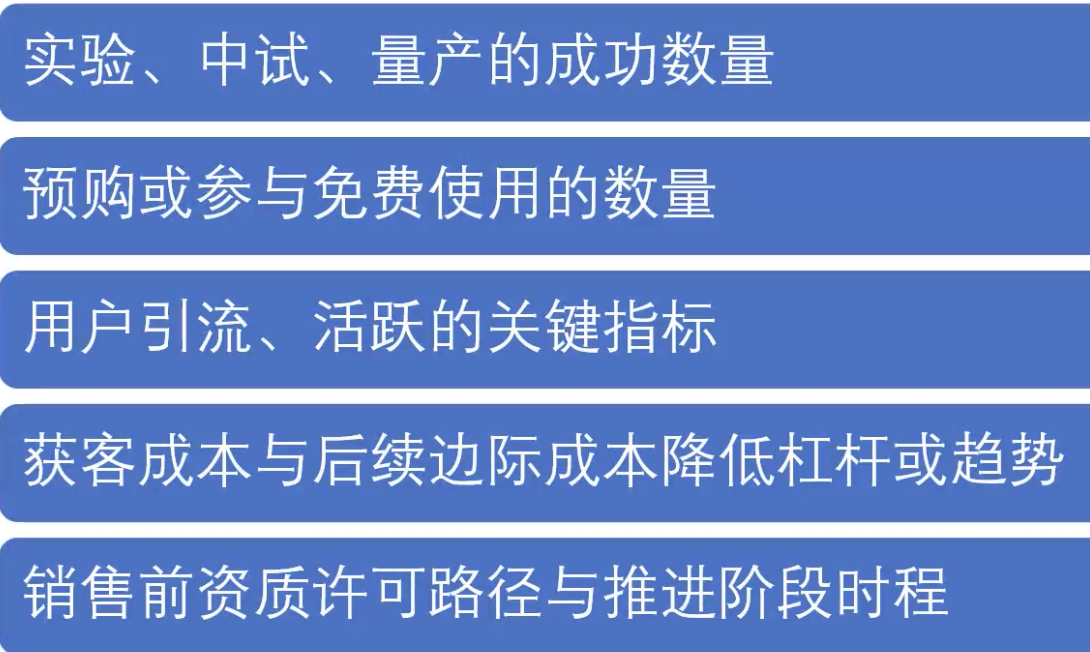 实验、中试、量产的成功数量
预购或参与免费使用的数量
用户引流、活跃的关键指标
获客成本与后续边际成本降低杠杆或趋势
销售前资质许可路径与推进阶段时程